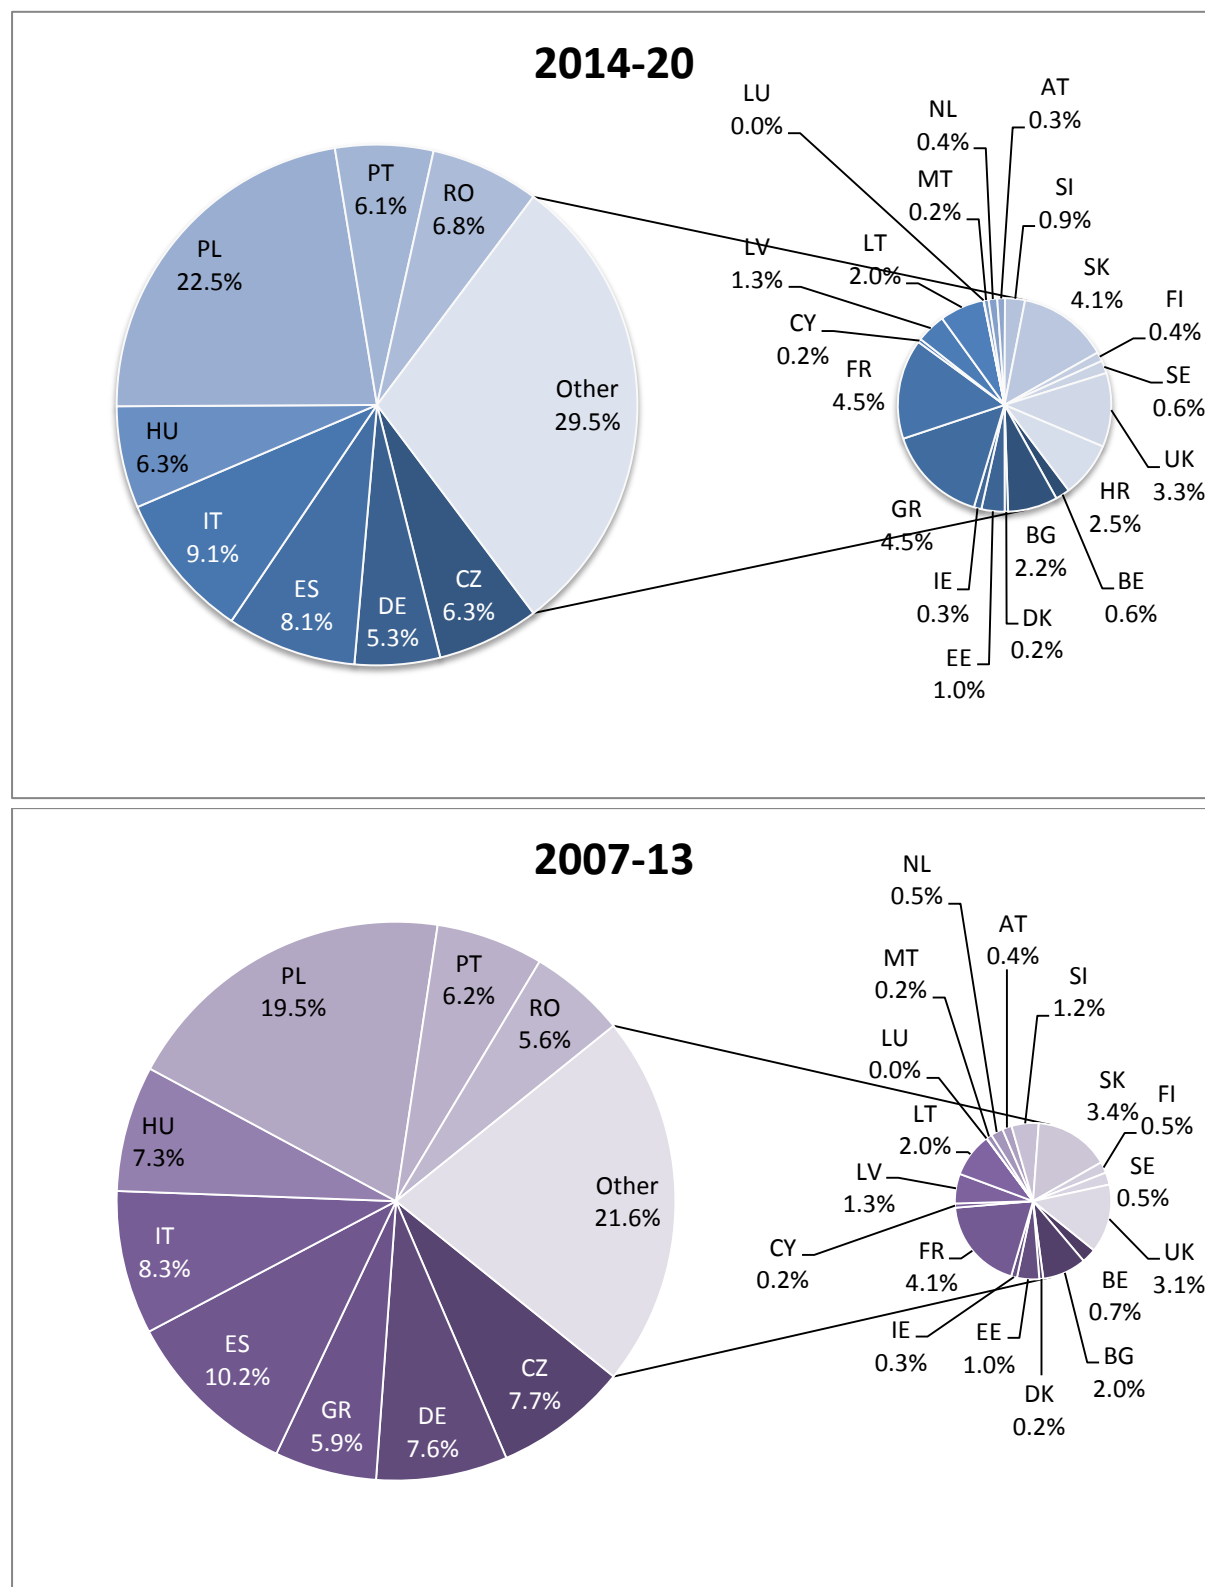 2014-20
LU
0.0%
NL
0.4%
AT
0.3%
MT
0.2%
SI
0.9%
LV
1.3%
LT
2.0%
SK
4.1%
FI
0.4%
CY
0.2%
FR
4.5%
SE
0.6%
UK
3.3%
HR
2.5%
GR
4.5%
BG
2.2%
BE
0.6%
IE
0.3%
DK
0.2%
EE
1.0%
PT
6.1%
RO
6.8%
PL
22.5%
Other
29.5%
HU
6.3%
IT
9.1%
ES
8.1%
DE
5.3%
CZ
6.3%
2007-13
NL
0.5%
AT
0.4%
MT
0.2%
SI
1.2%
LU
0.0%
SK
3.4%
FI
0.5%
LT
2.0%
LV
1.3%
SE
0.5%
CY
0.2%
FR
4.1%
UK
3.1%
BE
0.7%
IE
0.3%
EE
1.0%
BG
2.0%
DK
0.2%
PL
19.5%
PT
6.2%
RO
5.6%
HU
7.3%
Other
21.6%
IT
8.3%
ES
10.2%
GR
5.9%
DE
7.6%
CZ
7.7%